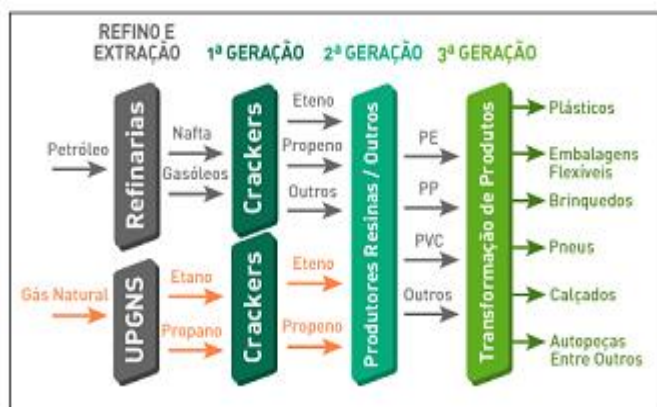 REFINO E
EXTRAÇÃO
1ª GERAÇÃO
2ª GERAÇÃO
3ª GERAÇÃO
Petróleo
Refinarias
Nafta
Gasóleos
Crackers
Eteno
Propeno
Outros
Gás Natural
UPGNS
Etano
Propano
Crackers
Eteno
Propeno
Produtores Resinas / Outros
PE
PP
PVC
Outros
Transformação de Produtos
Plásticos
Embalagens
Flexíveis
Brinquedos
Pneus
Calçados
Autopeças
Entre Outros